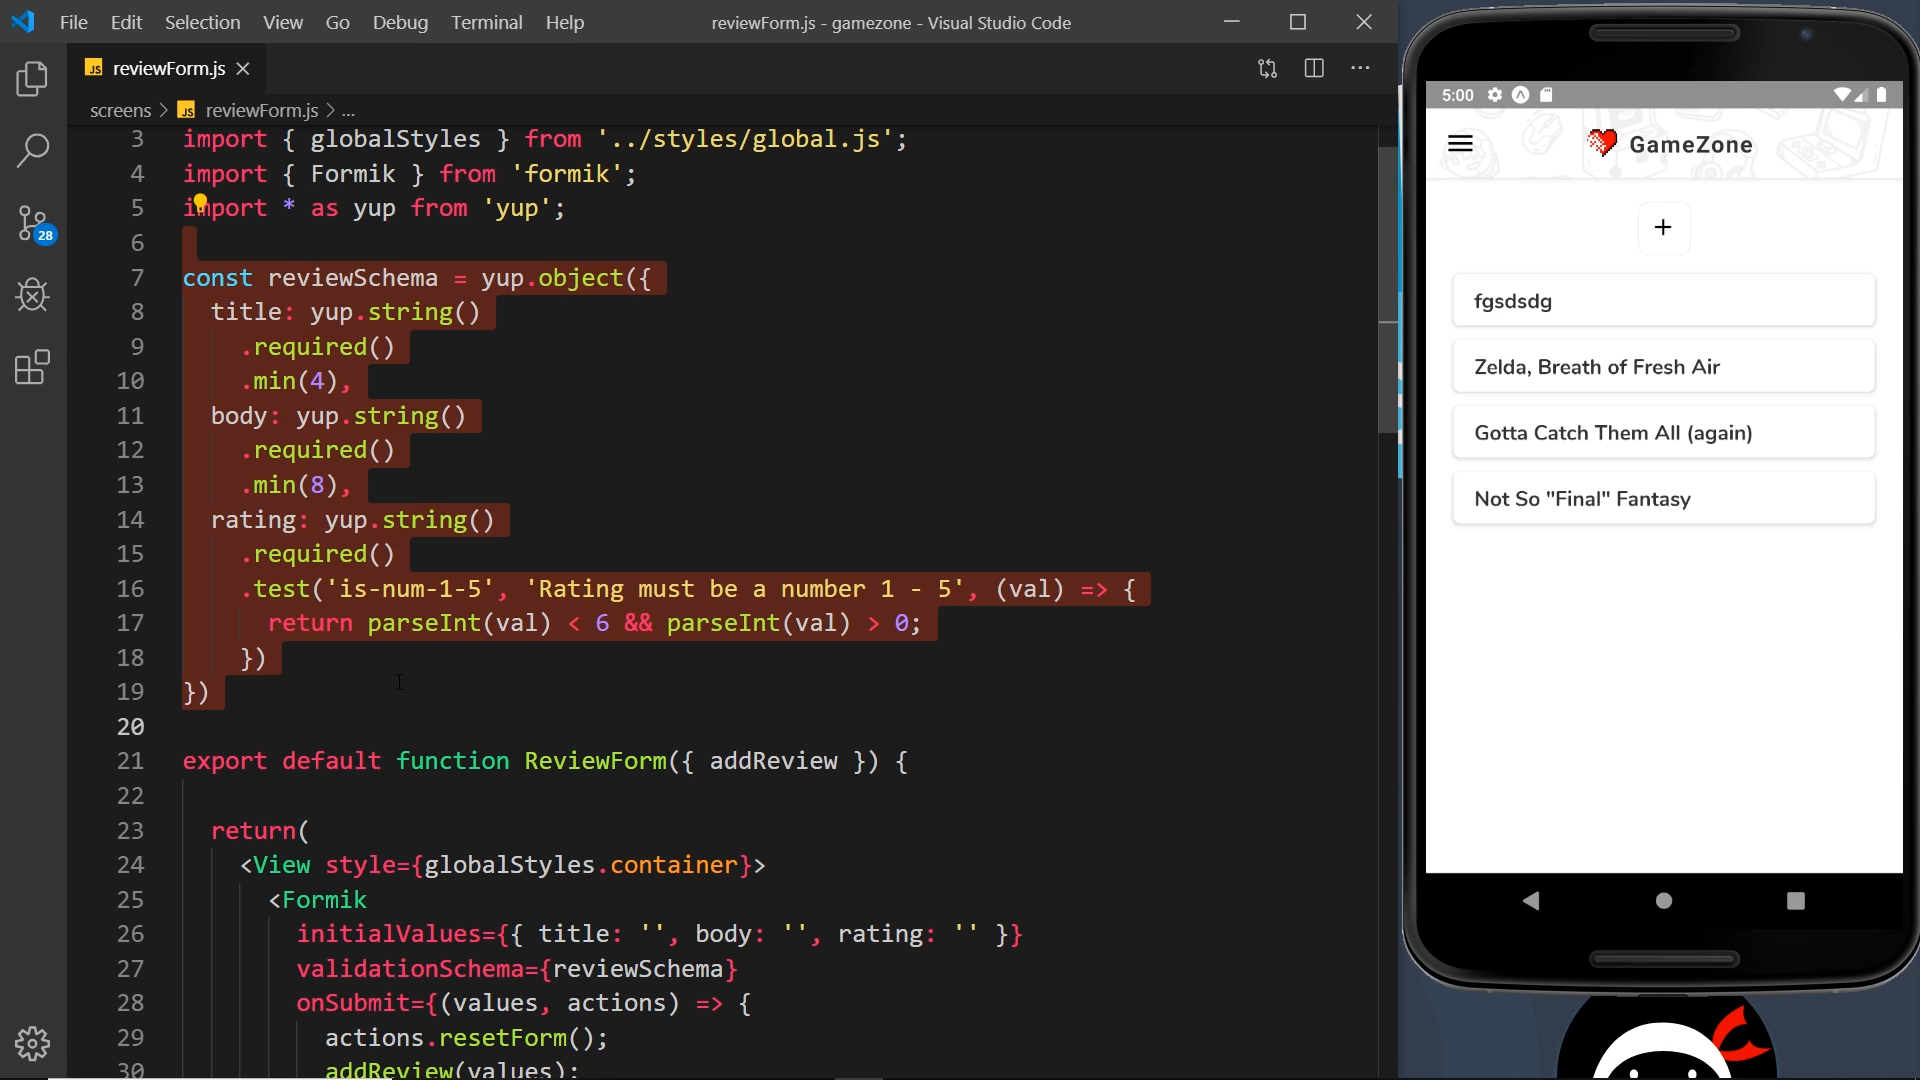 File Edit Selection View Go Debug Terminal Help
reviewForm.js - gamezone - Visual Studio Code
JS reviewForm.js
screens > JS reviewForm.js > ...
28
3 import { globalStyles } from '../styles/global.js';
4 import { Formik } from 'formik';
5 import * as yup from 'yup';
6
7 const reviewSchema = yup.object({
8 title: yup.string()
9 .required()
10 .min(4),
11 body: yup.string()
12 .required()
13 .min(8),
14 rating: yup.string()
15 .required()
16 .test('is-num-1-5', 'Rating must be a number 1 - 5', (val) => {
17 return parseInt(val) < 6 && parseInt(val) > 0;
18 })
19 })
20
21 export default function ReviewForm({ addReview }) {
22
23 return(
24 <View style={globalStyles.container}>
25 <Formik
26 initialValues={{ title: '', body: '', rating: '' }}
27 validationSchema={reviewSchema}
28 onSubmit={(values, actions) => {
29 actions.resetForm();
30 addReview(values);
5:00
GameZone
+
fgsdsdg
Zelda, Breath of Fresh Air
Gotta Catch Them All (again)
Not So "Final" Fantasy